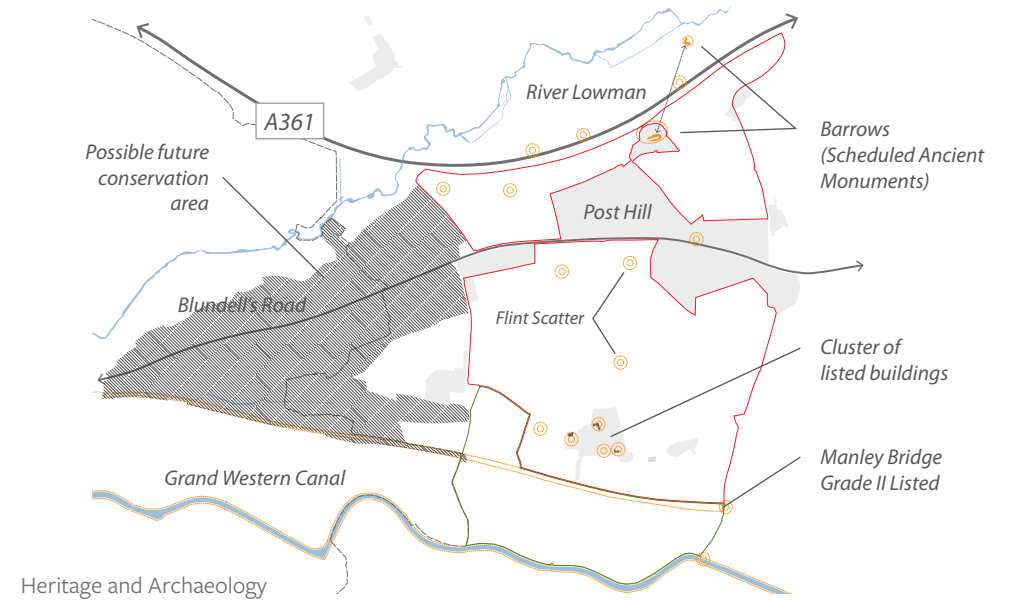 River Lowman
A361
Possible future
conservation
area
Barrows
(Scheduled Ancient
Monuments)
Post Hill
Blundell's Road
Flint Scatter
Cluster of
listed buildings
Manley Bridge
Grade II Listed
Grand Western Canal
Heritage and Archaeology